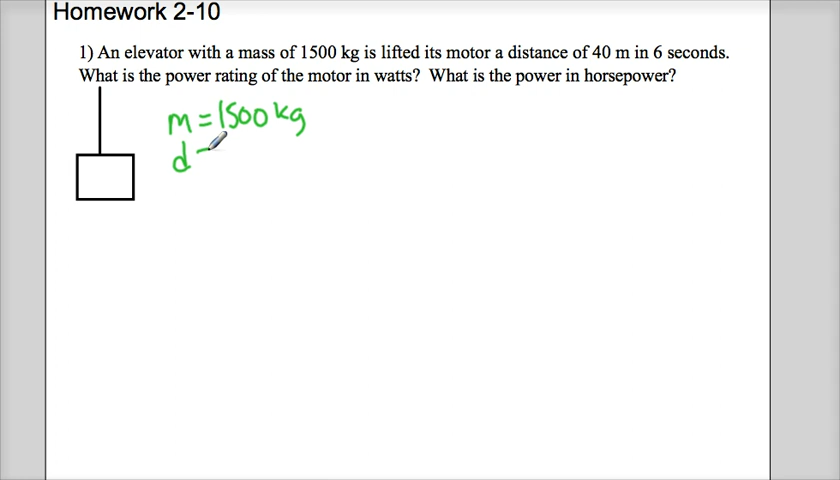 Homework 2-10
1) An elevator with a mass of 1500 kg is lifted its motor a distance of 40 m in 6 seconds.
What is the power rating of the motor in watts? What is the power in horsepower?
m = 1500 kg
d -